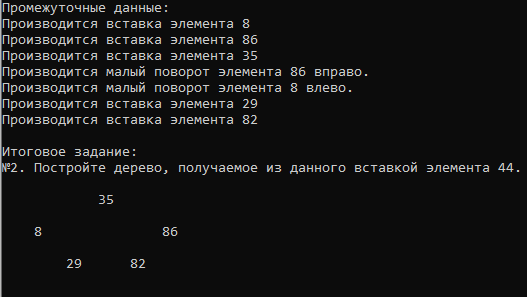 Промежуточные данные:
Производится вставка элемента 8
Производится вставка элемента 86
Производится вставка элемента 35
Производится малый поворот элемента 86 вправо.
Производится малый поворот элемента 8 влево.
Производится вставка элемента 29
Производится вставка элемента 82
Итоговое задание:
№2. Постройте дерево, получаемое из данного вставкой элемента 44.
35
8 86
29 82